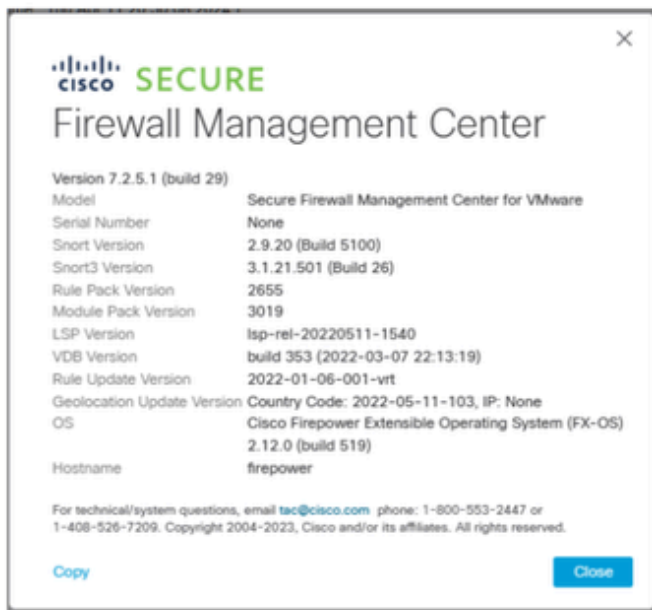 CISCO SECURE
Firewall Management Center
Version 7.2.5.1 (build 29)
Model Secure Firewall Management Center for VMware
Serial Number None
Snort Version 2.9.20 (Build 5100)
Snort3 Version 3.1.21.501 (Build 26)
Rule Pack Version 2655
Module Pack Version 3019
LSP Version lsp-rel-20220511-1540
VDB Version build 353 (2022-03-07 22:13:19)
Rule Update Version 2022-01-06-001-vrt
Geolocation Update Version Country Code: 2022-05-11-103, IP: None
OS Cisco Firepower Extensible Operating System (FX-OS)
2.12.0 (build 519)
Hostname firepower
For technical/system questions, email tac@cisco.com phone: 1-800-553-2447 or
1-408-526-7209. Copyright 2004-2023, Cisco and/or its affiliates. All rights reserved.
Copy Close